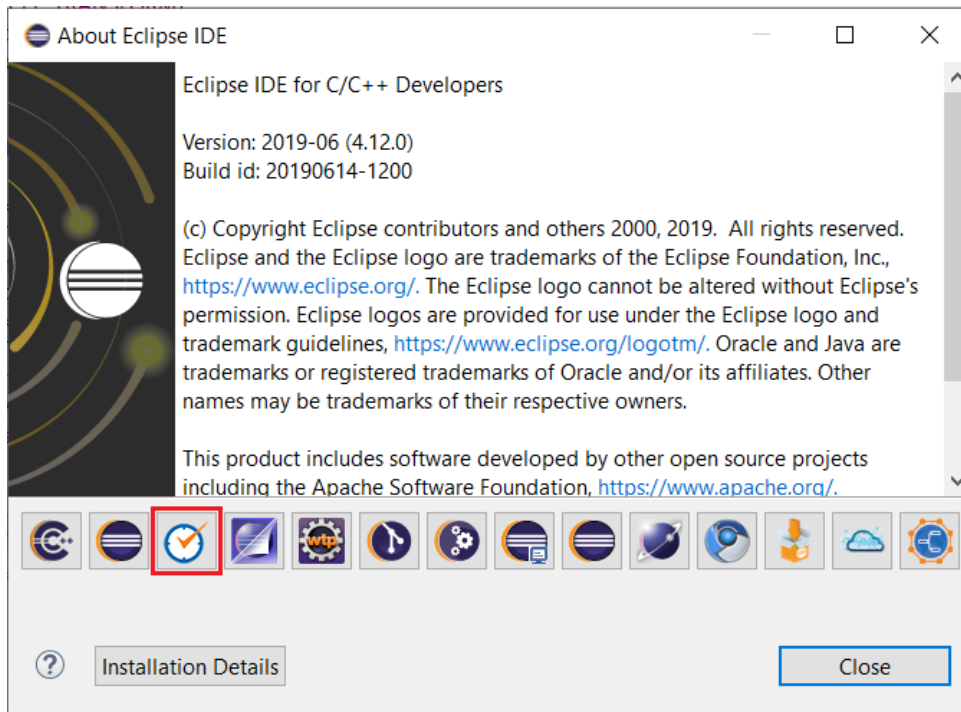 About Eclipse IDE
Eclipse IDE for C/C++ Developers
Version: 2019-06 (4.12.0)
Build id: 20190614-1200
(c) Copyright Eclipse contributors and others 2000, 2019.  All rights reserved.
Eclipse and the Eclipse logo are trademarks of the Eclipse Foundation, Inc.,
https://www.eclipse.org/. The Eclipse logo cannot be altered without Eclipse's
permission. Eclipse logos are provided for use under the Eclipse logo and
trademark guidelines, https://www.eclipse.org/logotm/. Oracle and Java are
trademarks or registered trademarks of Oracle and/or its affiliates. Other
names may be trademarks of their respective owners.
This product includes software developed by other open source projects
including the Apache Software Foundation, https://www.apache.org/.
wtp
Installation Details
Close